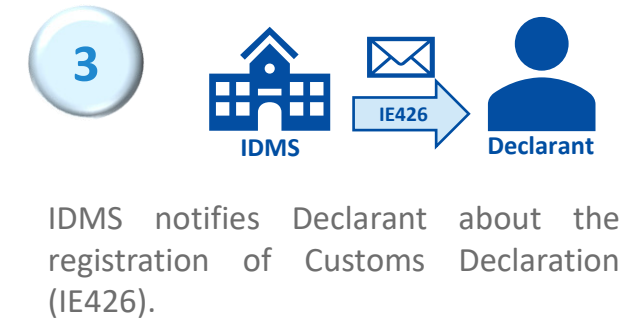 3
IE426
IDMS
Declarant
IDMS notifies Declarant about the
registration of Customs Declaration
(IE426).